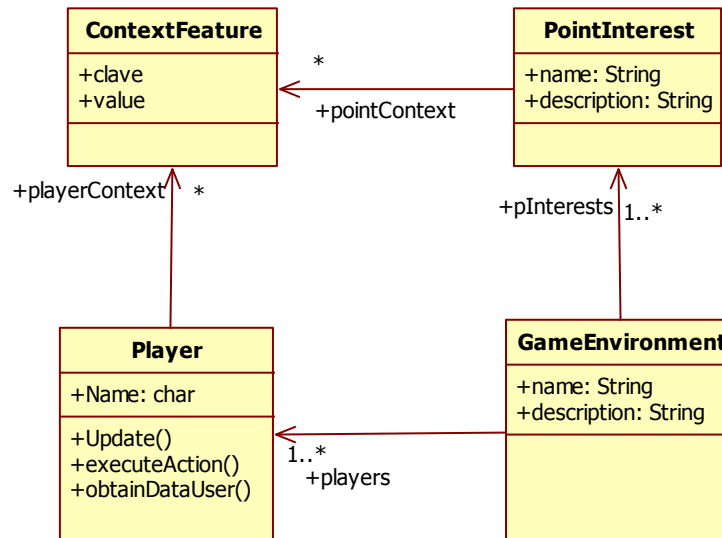 ContextFeature
+clave
+value
PointInterest
+name: String
+description: String
*
+pointContext
+playerContext
*
+pInterests
1..*
Player
+Name: char
+Update()
+executeAction()
+obtainDataUser()
GameEnvironment
+name: String
+description: String
1..*
+players